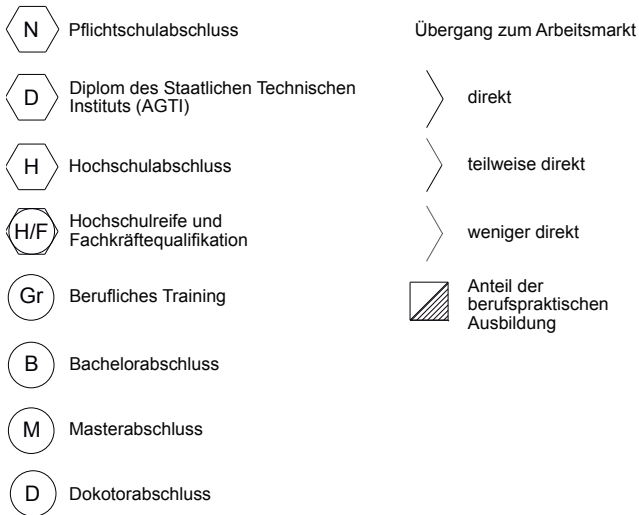 N Pflichtschulabschluss
D Diplom des Staatlichen Technischen
Instituts (AGTI)
H Hochschulabschluss
H/F Hochschulreife und
Fachkräftequalifikation
Gr Berufliches Training
B Bachelorabschluss
M Masterabschluss
D Dokotorabschluss
Übergang zum Arbeitsmarkt
direkt
teilweise direkt
weniger direkt
Anteil der
berufspraktischen
Ausbildung